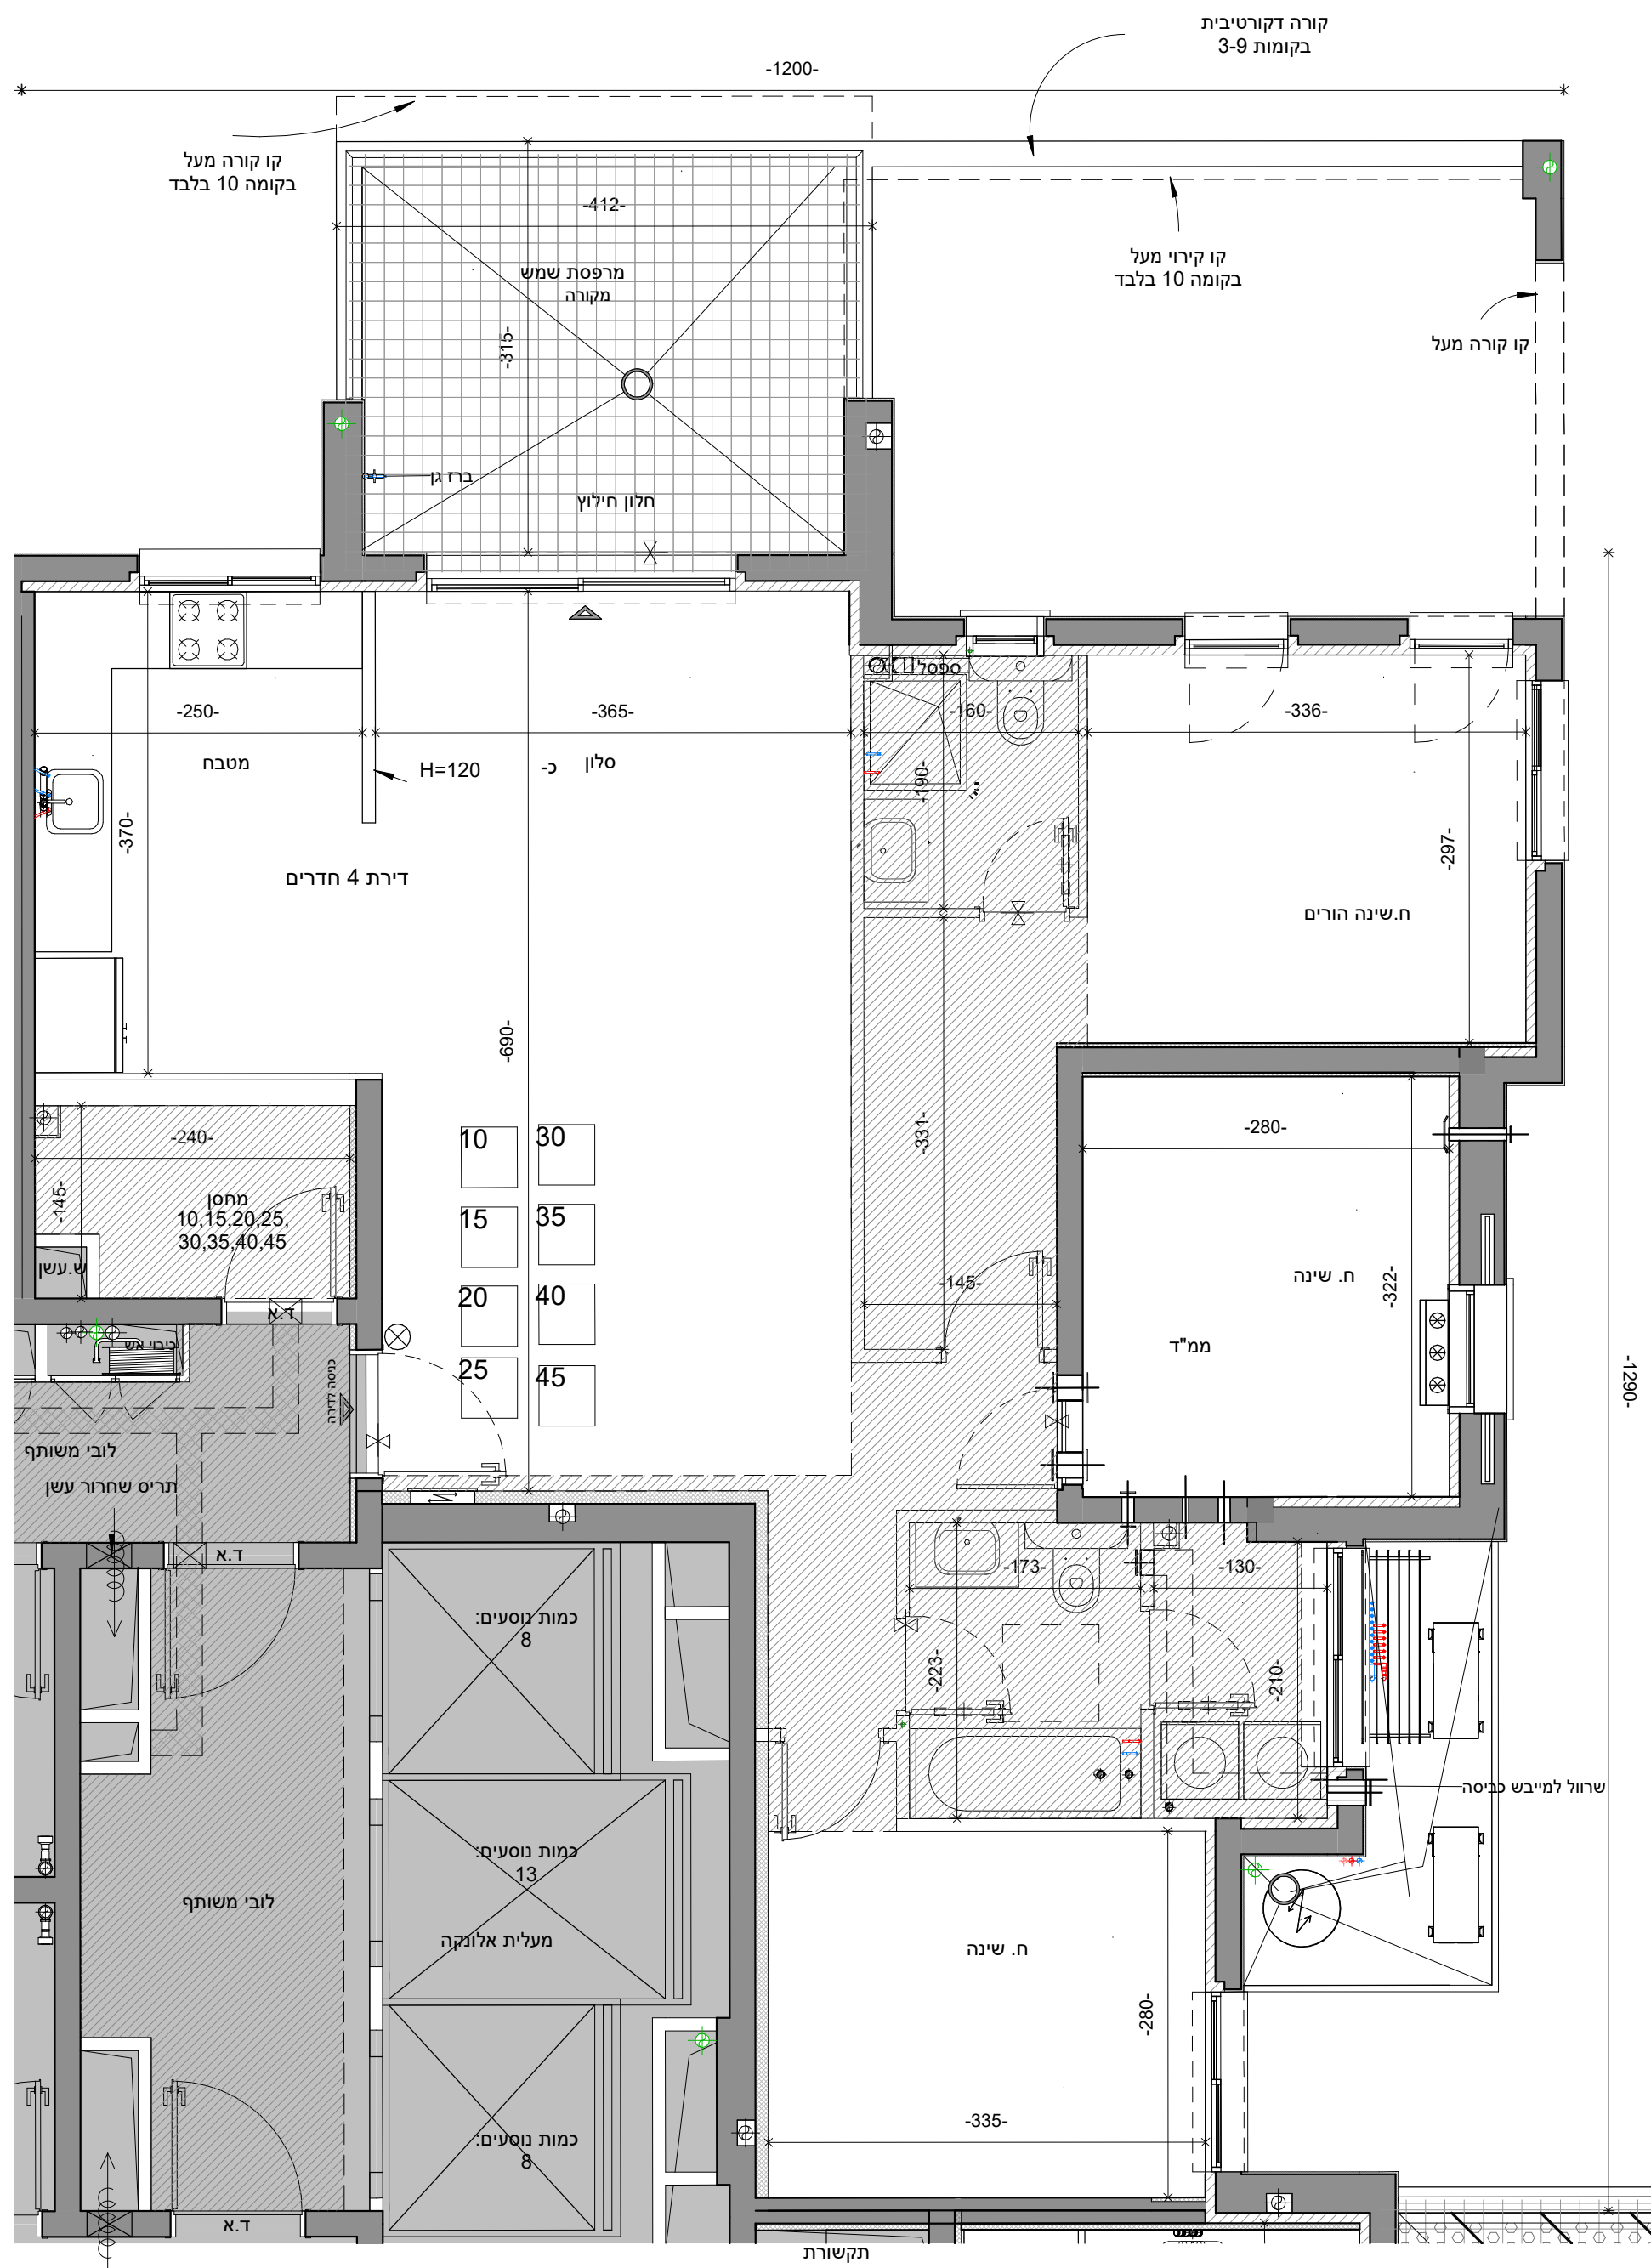 קורה דקורטיבית
בקומות 3-9
-1200-
קו קורה מעל
בקומה 10 בלבד
-412-
מרפסת שמש
מקורה
קו קירוי מעל
בקומה 10 בלבד
-315-
קו קורה מעל
ברז גן
חלון חילוץ
ספסל
-250-
-365-
-160-
-336-
מטבח
H=120
כ-
סלון
-190-
-370-
-297-
דירת 4 חדרים
ח.שינה הורים
-690-
-331-
-240-
10
30
-280-
-145-
מחסן
10,15,20,25,
30,35,40,45
15
35
ש.עשן
-145-
ח. שינה
-322-
20
40
ד.א
כיבוי אש
ממ"ד
כניסה לדירה
25
45
-1290-
לובי משותף
תריס שחרור עשן
ד.א
-173-
-130-
כמות נוסעים:
8
-223-
-210-
שרוול למייבש כביסה
כמות נוסעים:
13
לובי משותף
מעלית אלונקה
ח. שינה
-280-
-335-
כמות נוסעים:
8
ד.א
תקשורת